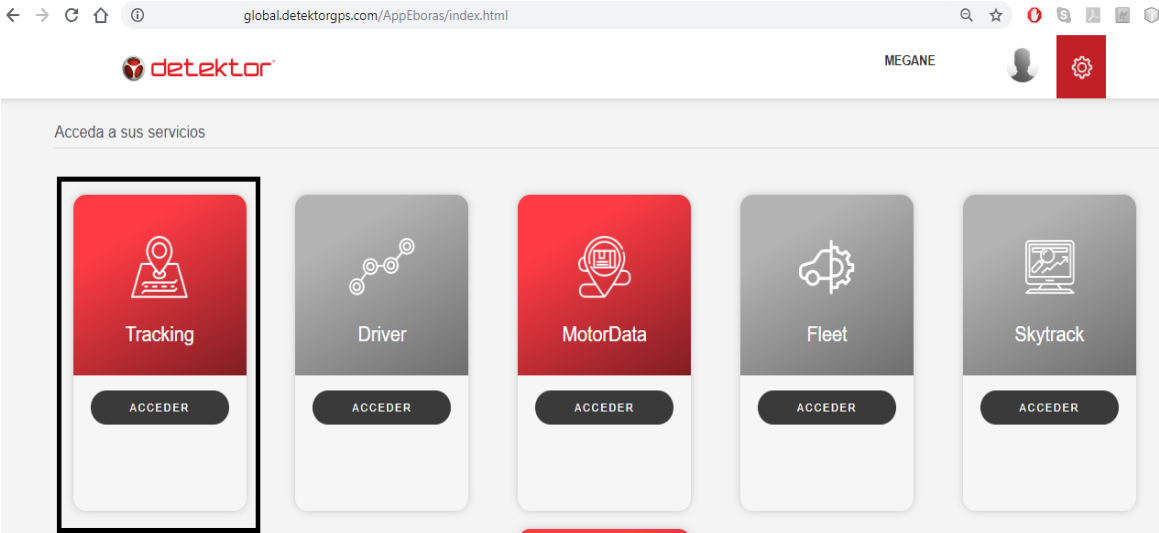 global.detektorgps.com/AppEboras/index.html
detektor
MEGANE
Acceda a sus servicios
Tracking
Driver
MotorData
Fleet
Skytrack
ACCEDER
ACCEDER
ACCEDER
ACCEDER
ACCEDER